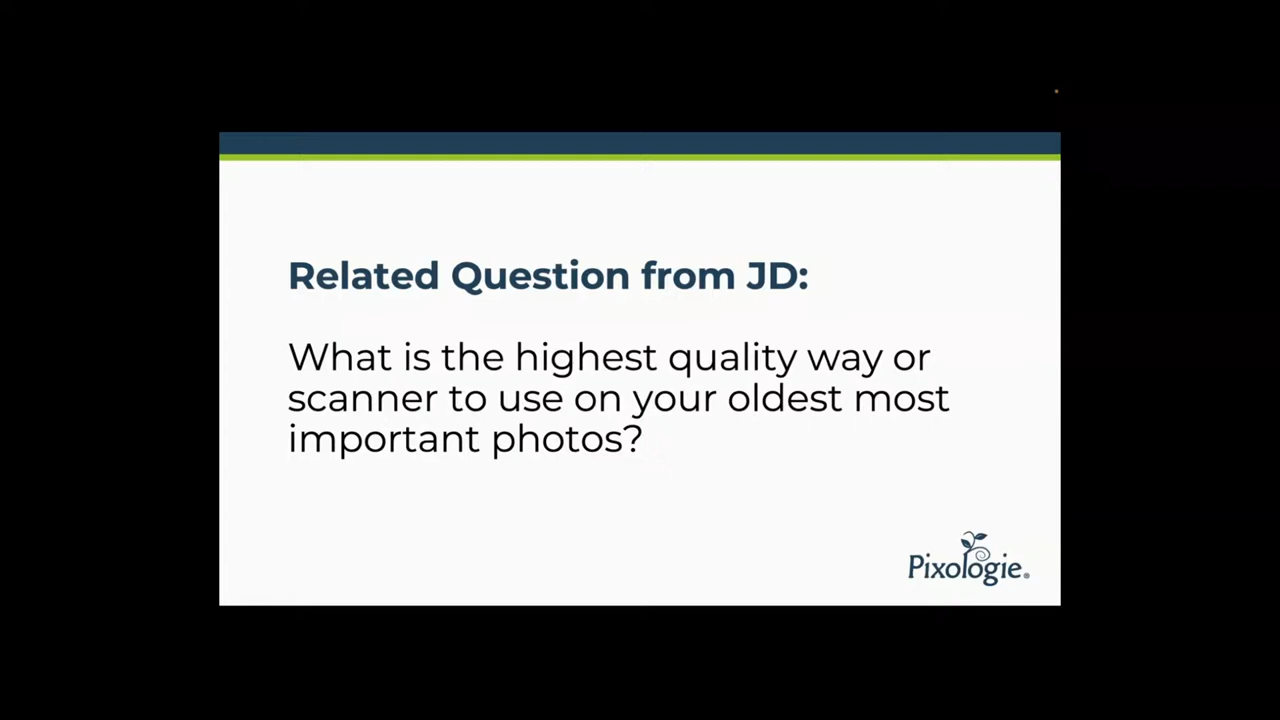 Related Question from JD:
What is the highest quality way or
scanner to use on your oldest most
important photos?
Pixologie®